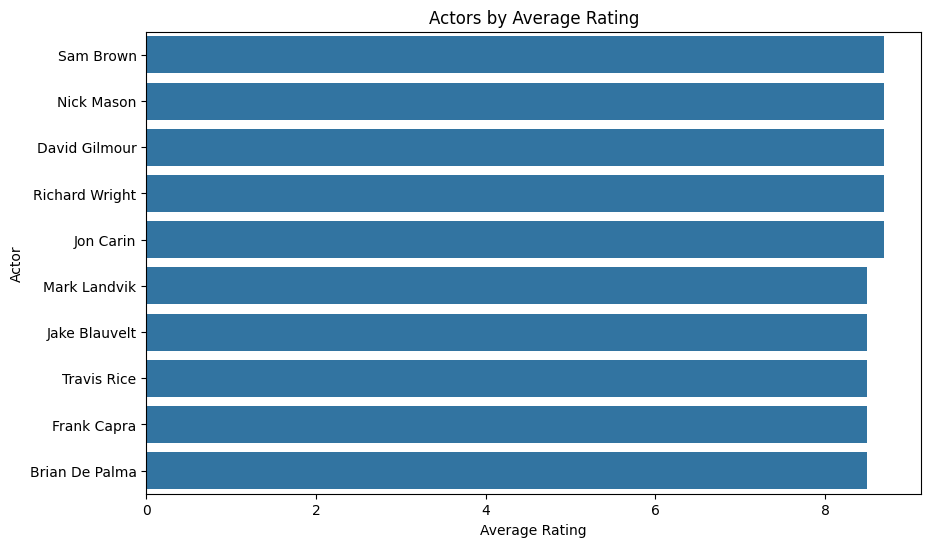 Actors by Average Rating
Actor
Sam Brown
Nick Mason
David Gilmour
Richard Wright
Jon Carin
Mark Landvik
Jake Blauvelt
Travis Rice
Frank Capra
Brian De Palma
0 2 4 6 8
Average Rating